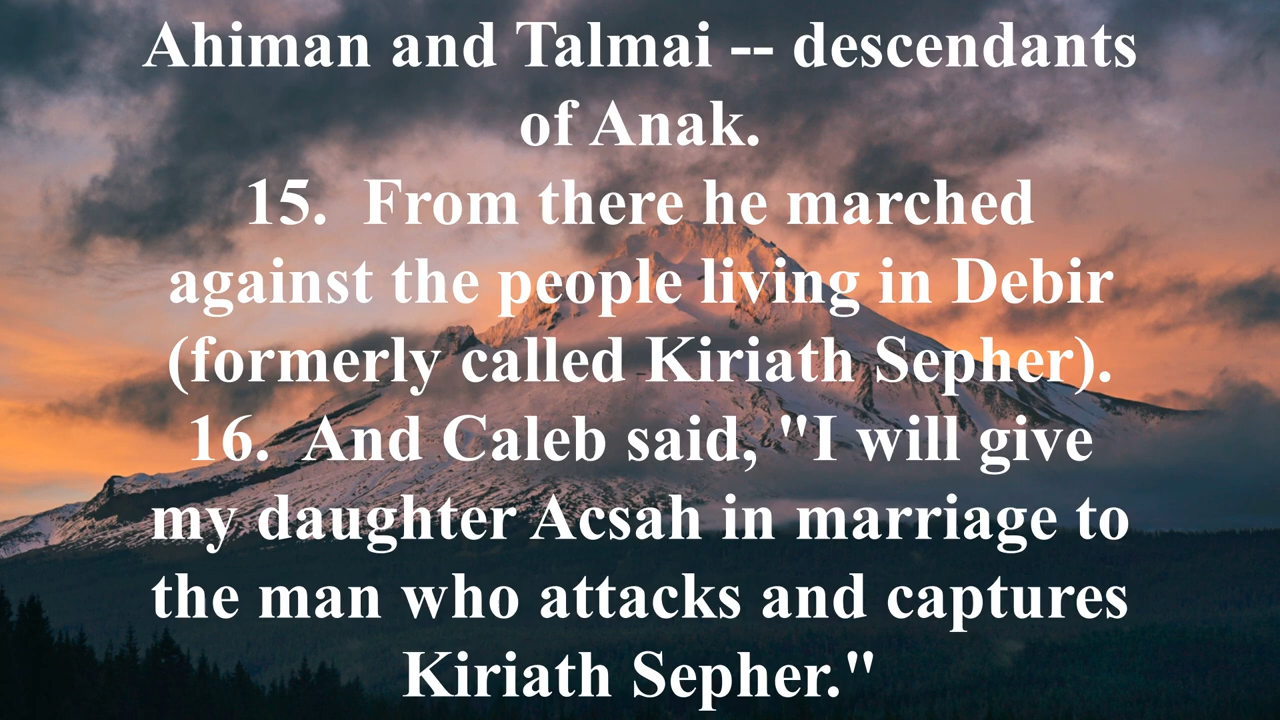 Ahiman and Talmai -- descendants
of Anak.
15.  From there he marched
against the people living in Debir
(formerly called Kiriath Sepher).
16.  And Caleb said, "I will give
my daughter Acsah in marriage to
the man who attacks and captures
Kiriath Sepher."